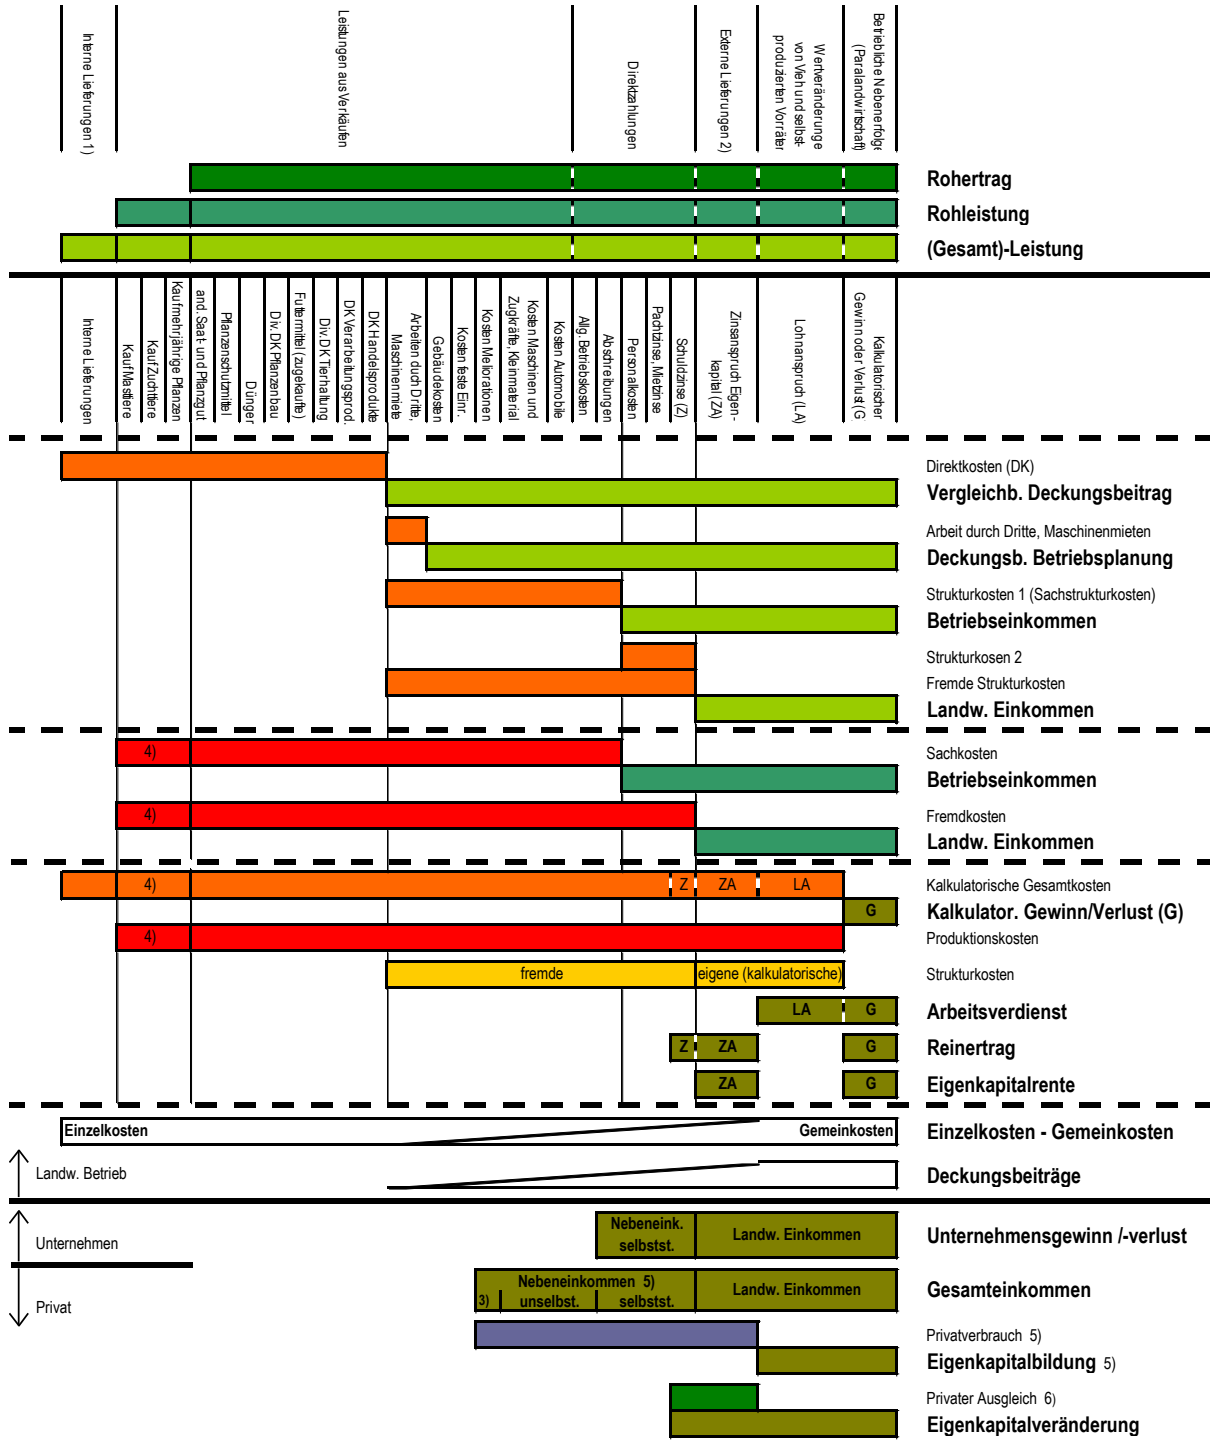 Interne Lieferungen 1)
Leistungen aus Verkäufen
Direktzahlungen
Externe Lieferungen 2)
Wertveränderunge
von Vieh und selbst-
produzierten Vorräter
Betriebliche Nebenerfolge
(Paralandwirtschaft)
Rohertrag
Rohleistung
(Gesamt)-Leistung
Interne Lieferungen
Kauf Masttiere
Kauf Zuchttiere
Kauf mehrjährige Pflanzen
and. Saat- und Pflanzgut
Pflanzenschutzmittel
Dünger
Div. DK Pflanzenbau
Futtermittel (zugekaufte)
Div. DK Tierhaltung
DK Verarbeitungsprod.
DK Handelsprodukte
Arbeiten durch Dritte,
Maschinenmiete
Gebäudekosten
Kosten feste Einr.
Kosten Meliorationen
Kosten Maschinen und
Zugkräfte, Kleinmaterial
Kosten Automobile
Allg. Betriebskosten
Abschreibungen
Personalkosten
Pachtzinse, Mietzinse
Schuldzinse (Z)
Zinsanspruch Eigen-
kapital (ZA)
Lohnanspruch (LA)
Kalkulatorischer
Gewinn oder Verlust (G
Direktkosten (DK)
Vergleichb. Deckungsbeitrag
Arbeit durch Dritte, Maschinenmieten
Deckungsb. Betriebsplanung
Strukturkosten 1 (Sachstrukturkosten)
Betriebseinkommen
Strukturkosen 2
Fremde Strukturkosten
Landw. Einkommen
4) Sachkosten
Betriebseinkommen
4) Fremdkosten
Landw. Einkommen
4) Z ZA LA Kalkulatorische Gesamtkosten
G Kalkulator. Gewinn/Verlust (G)
4) Produktionskosten
fremde eigene (kalkulatorische) Strukturkosten
LA G Arbeitsverdienst
Z ZA G Reinertrag
ZA G Eigenkapitalrente
Einzelkosten Gemeinkosten Einzelkosten - Gemeinkosten
Landw. Betrieb Deckungsbeiträge
Unternehmen
Nebeneink.
selbstst.
Landw. Einkommen Unternehmensgewinn /-verlust
Privat
Nebeneinkommen 5)
3) unselbst. selbstst.
Landw. Einkommen Gesamteinkommen
Privatverbrauch 5)
Eigenkapitalbildung 5)
Privater Ausgleich 6)
Eigenkapitalveränderung